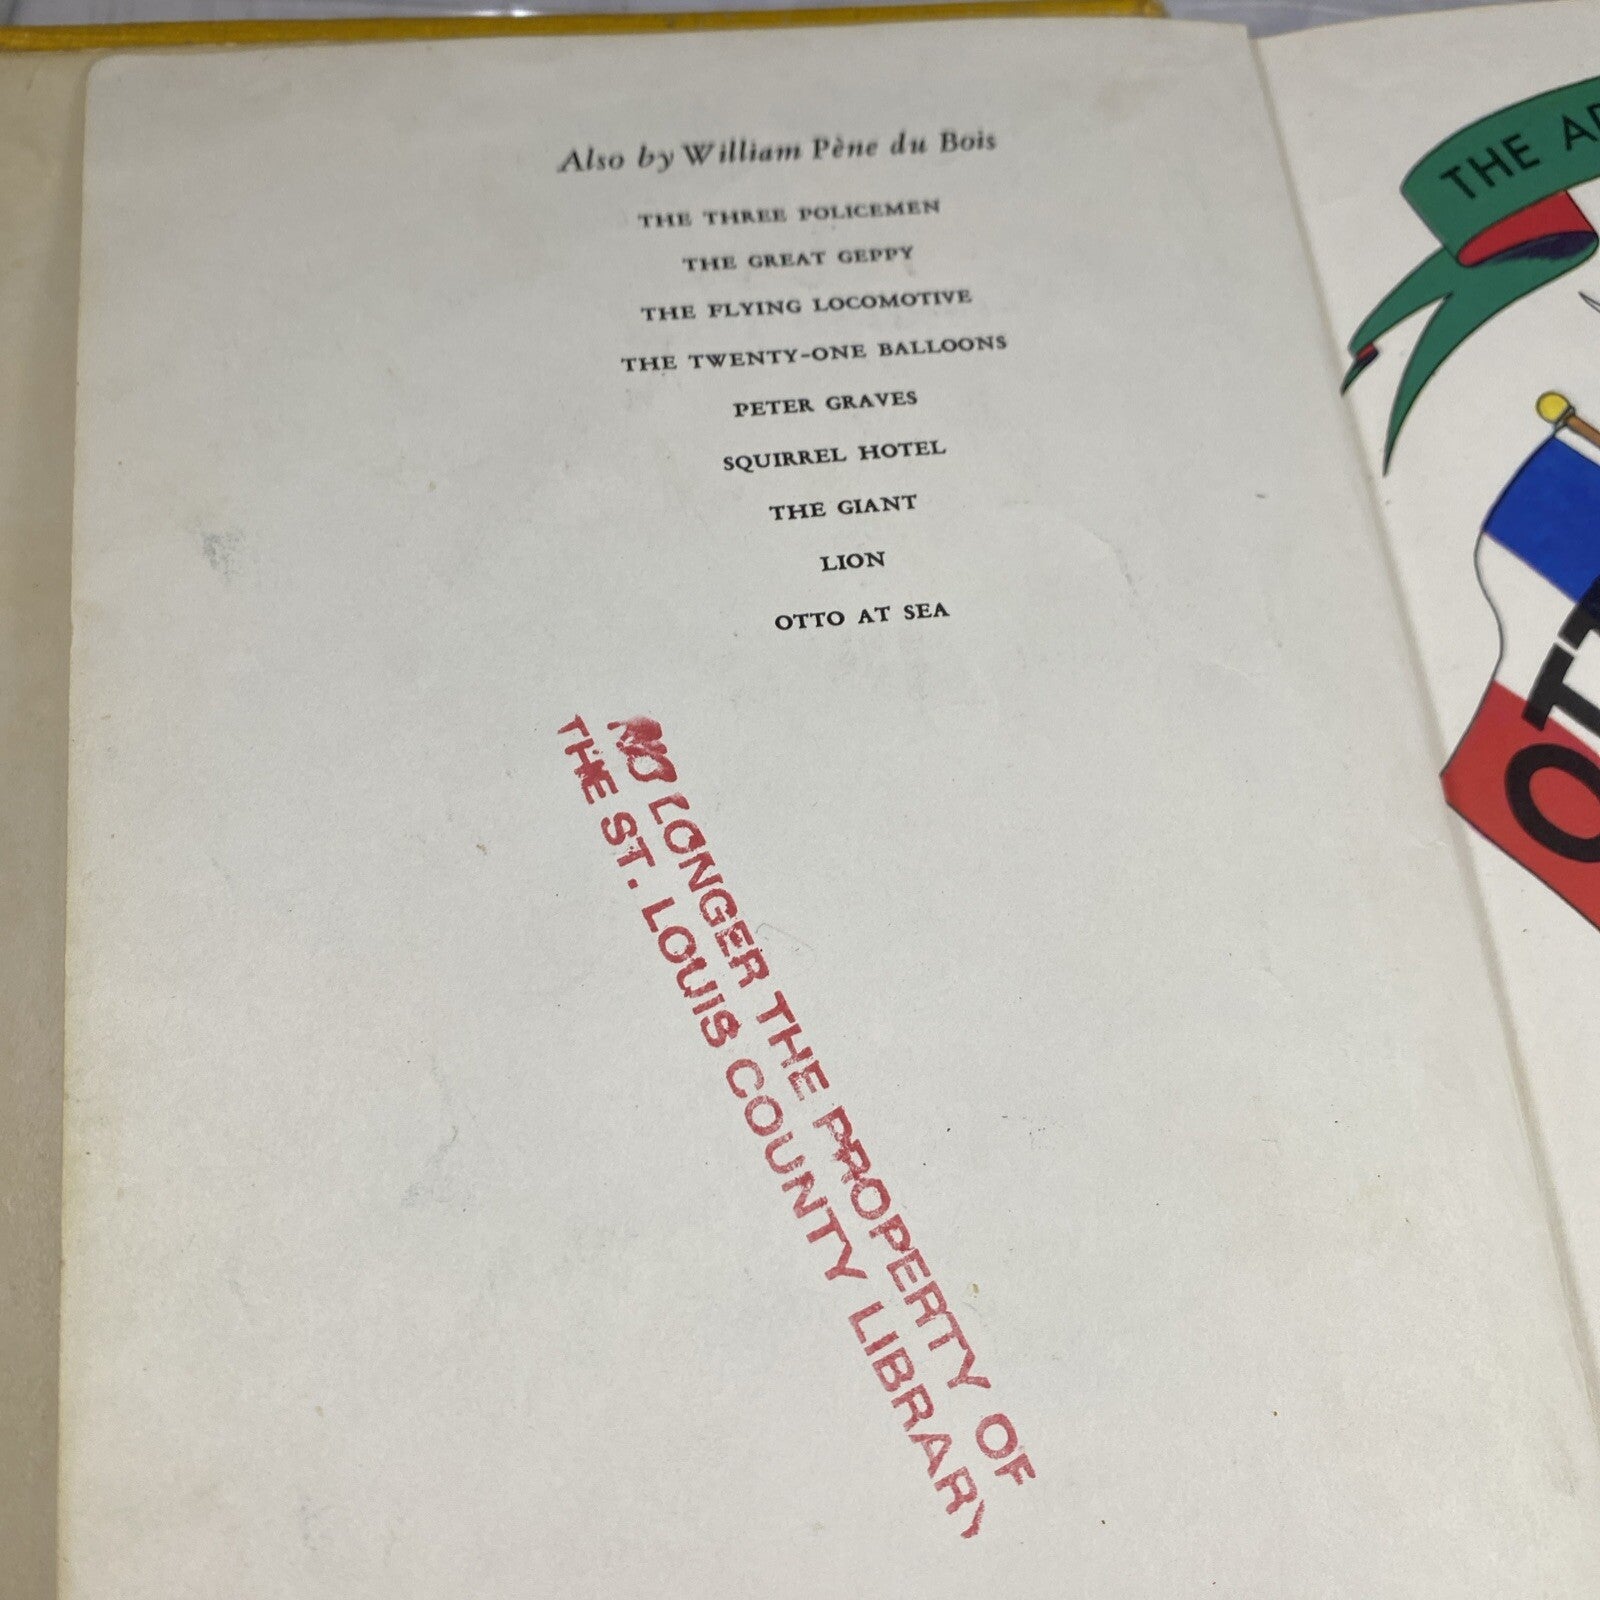 Also by William Pène du Bois
THE THREE POLICEMEN
THE GREAT GEPPY
THE FLYING LOCOMOTIVE
THE TWENTY-ONE BALLOONS
PETER GRAVES
SQUIRREL HOTEL
THE GIANT
LION
OTTO AT SEA
NO LONGER THE PROPERTY OF
THE ST. LOUIS COUNTY LIBRARY
THE